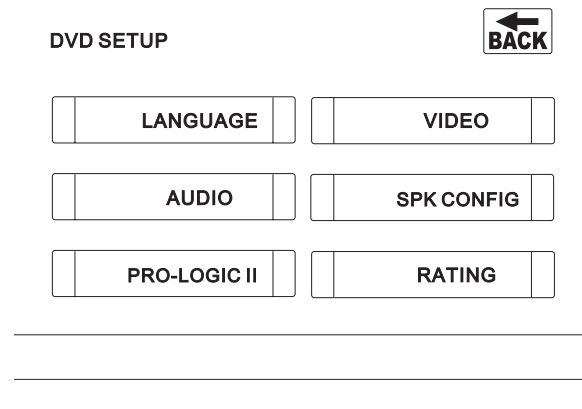 DVD SETUP
BACK
LANGUAGE
VIDEO
AUDIO
SPK CONFIG
PRO-LOGIC II
RATING